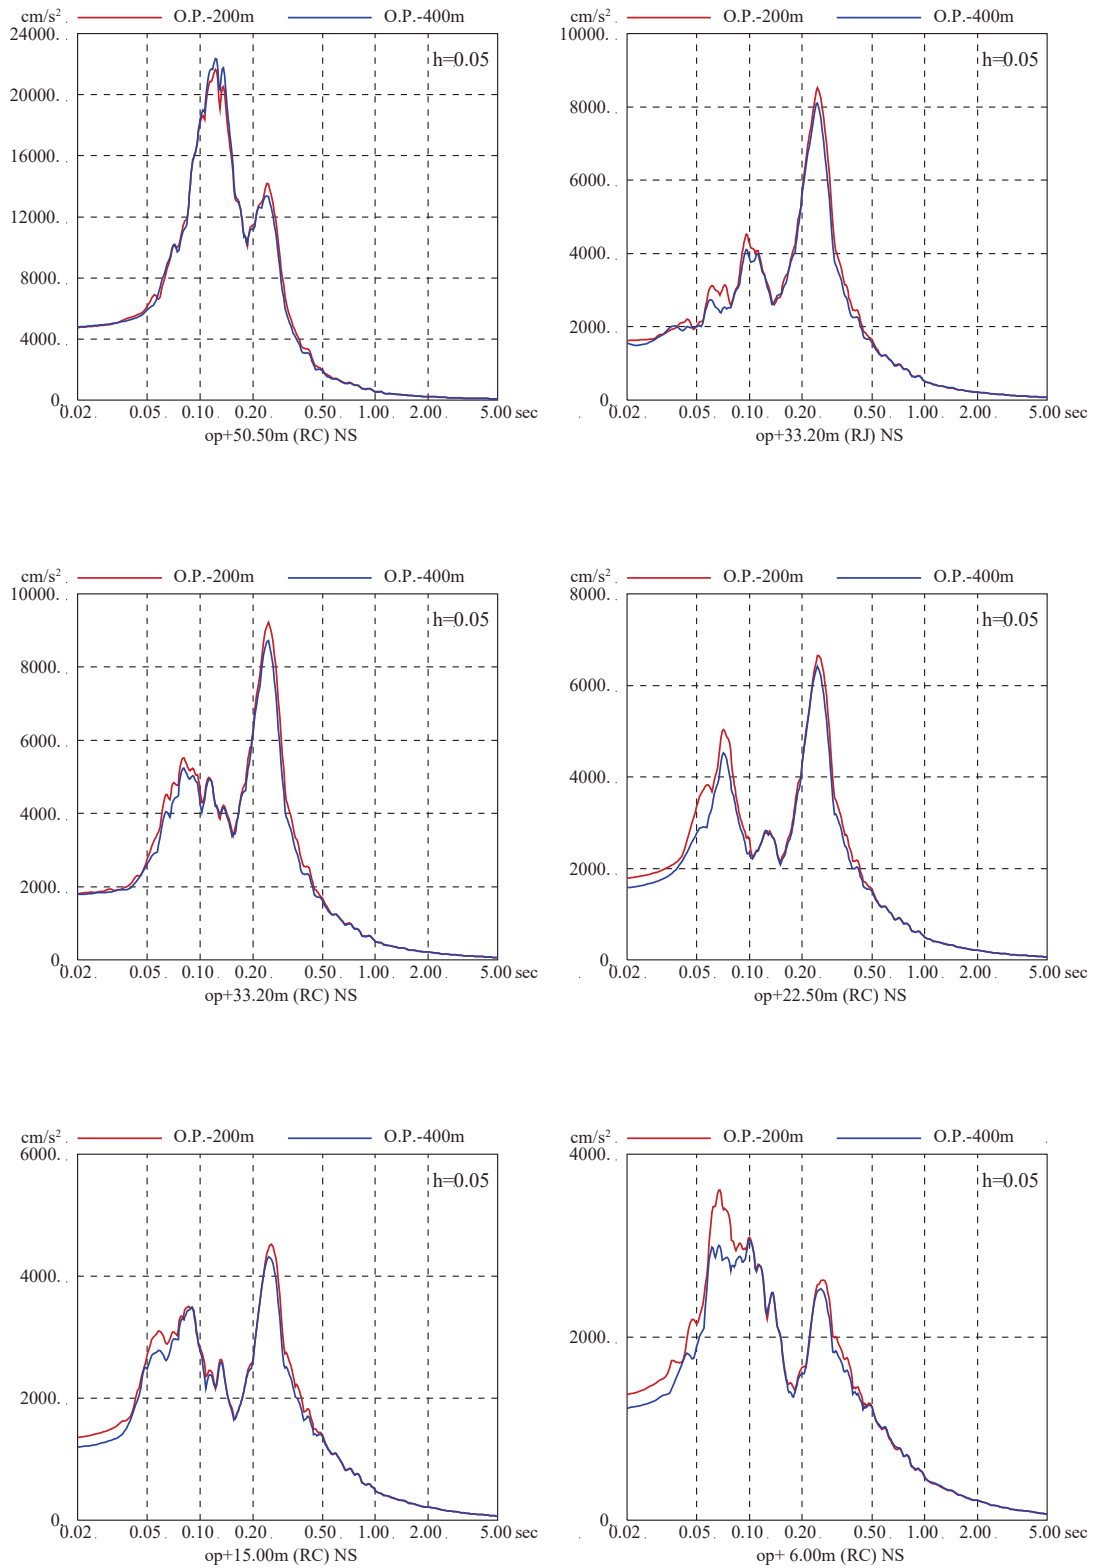 cm/s² O.P.-200m O.P.-400m
24000.
h=0.05
20000.
16000.
12000.
8000.
4000.
0.
0.02 0.05 0.10 0.20 0.50 1.00 2.00 5.00 sec
op+50.50m (RC) NS
cm/s² O.P.-200m O.P.-400m
10000.
h=0.05
8000.
6000.
4000.
2000.
0.
0.02 0.05 0.10 0.20 0.50 1.00 2.00 5.00 sec
op+33.20m (RJ) NS
cm/s² O.P.-200m O.P.-400m
10000.
h=0.05
8000.
6000.
4000.
2000.
0.
0.02 0.05 0.10 0.20 0.50 1.00 2.00 5.00 sec
op+33.20m (RC) NS
cm/s² O.P.-200m O.P.-400m
8000.
h=0.05
6000.
4000.
2000.
0.
0.02 0.05 0.10 0.20 0.50 1.00 2.00 5.00 sec
op+22.50m (RC) NS
cm/s² O.P.-200m O.P.-400m
6000.
h=0.05
4000.
2000.
0.
0.02 0.05 0.10 0.20 0.50 1.00 2.00 5.00 sec
op+15.00m (RC) NS
cm/s² O.P.-200m O.P.-400m
4000.
h=0.05
2000.
0.
0.02 0.05 0.10 0.20 0.50 1.00 2.00 5.00 sec
op+ 6.00m (RC) NS